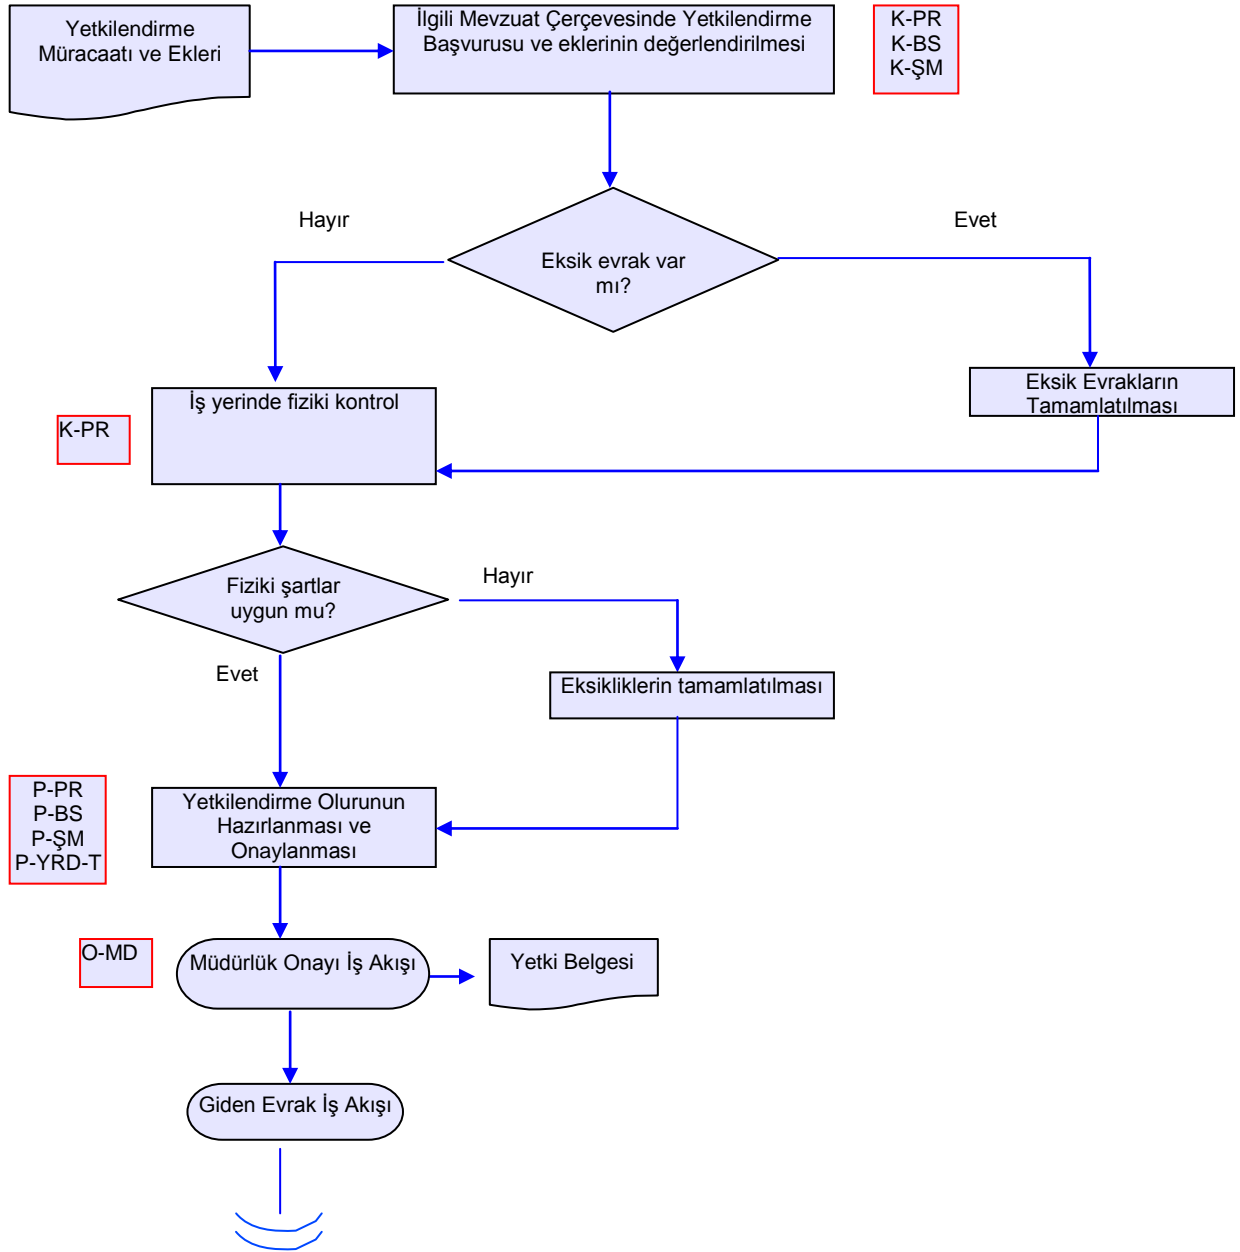 Yetkilendirme
Müracaatı ve Ekleri
İlgili Mevzuat Çerçevesinde Yetkilendirme
Başvurusu ve eklerinin değerlendirilmesi
K-PR
K-BS
K-ŞM
Hayır
Evet
Eksik evrak var
mı?
Eksik Evrakların
Tamamlatılması
İş yerinde fiziki kontrol
K-PR
Fiziki şartlar
uygun mu?
Hayır
Evet
Eksikliklerin tamamlatılması
P-PR
P-BS
P-ŞM
P-YRD-T
Yetkilendirme Olurunun
Hazırlanması ve
Onaylanması
O-MD
Müdürlük Onayı İş Akışı
Yetki Belgesi
Giden Evrak İş Akışı